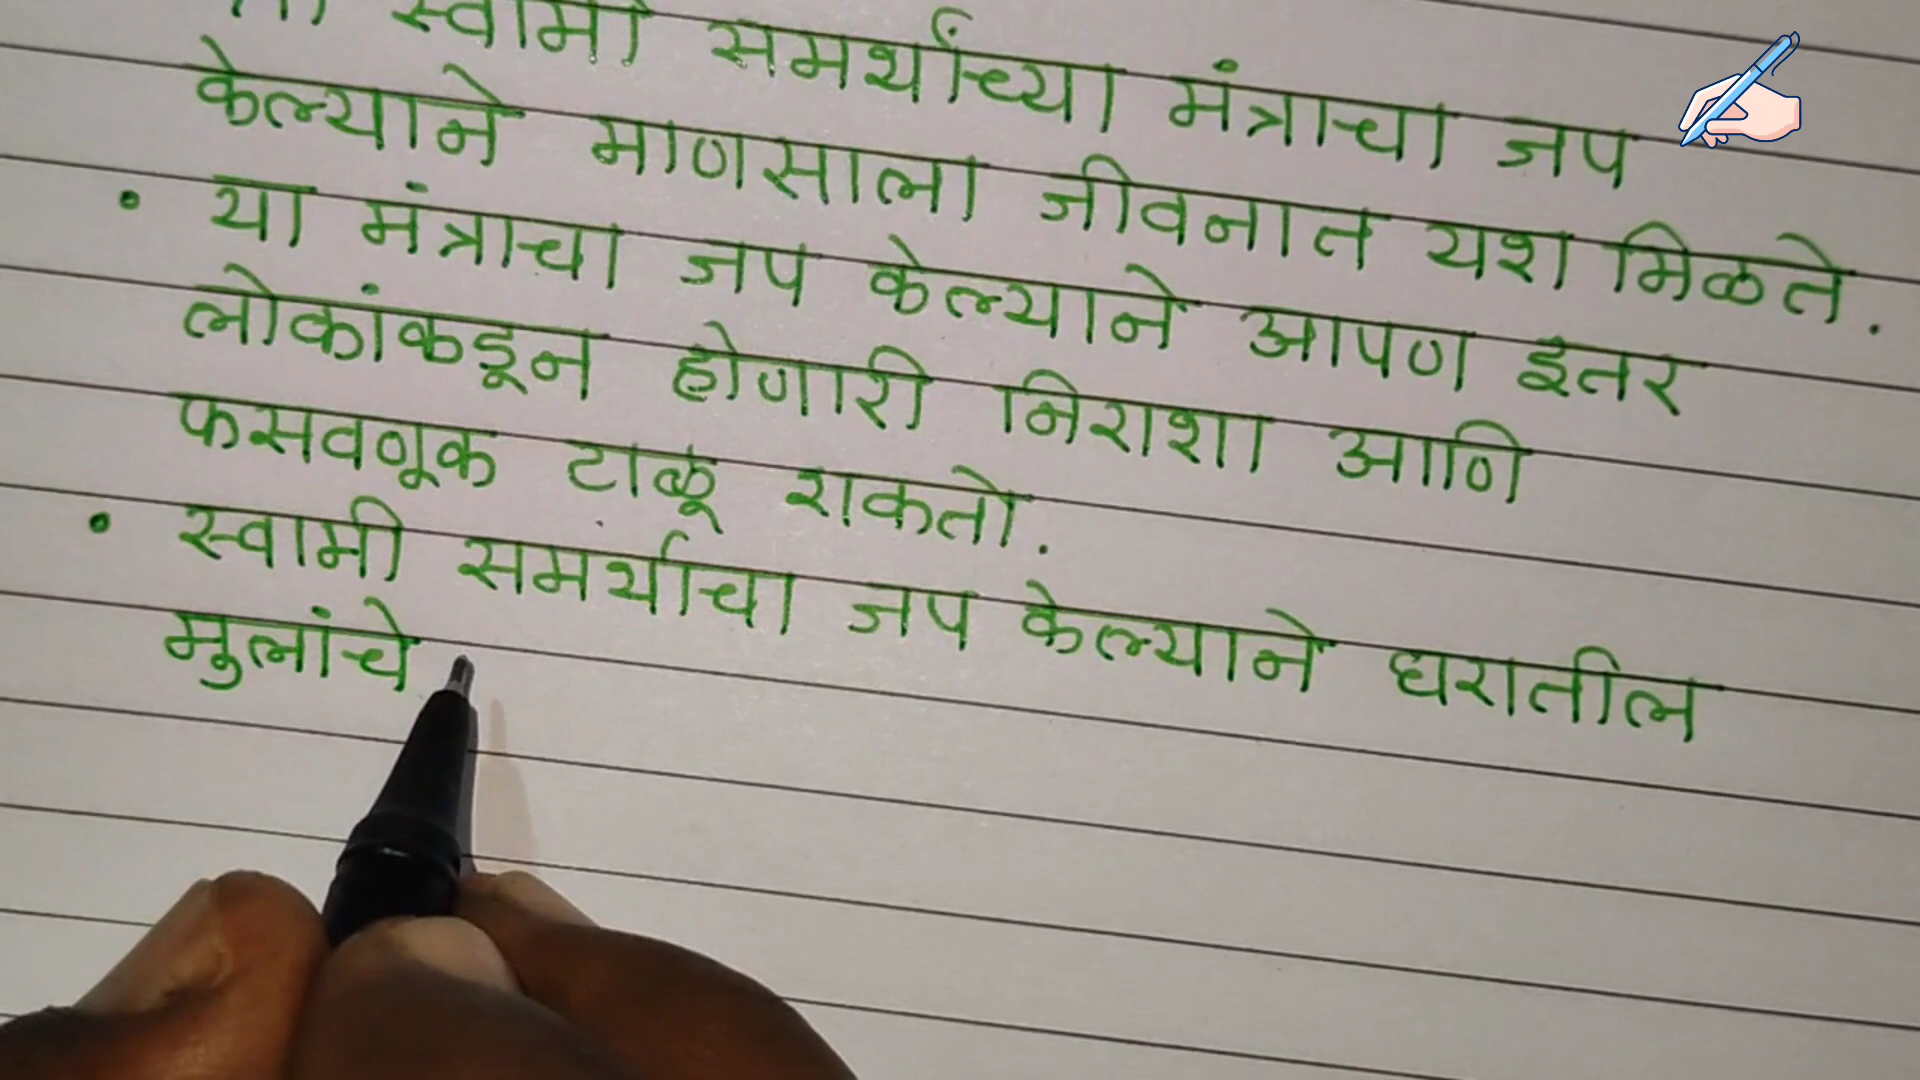 स्वामी समर्थांच्या मंत्राचा जप
केल्याने माणसाला जीवनात यश मिळते.
• या मंत्राचा जप केल्याने आपण इतर
लोकांकडून होणारी निराशा आणि
फसवणूक टाळू शकतो.
• स्वामी समर्थाचा जप केल्याने घरातील
मुलांचे